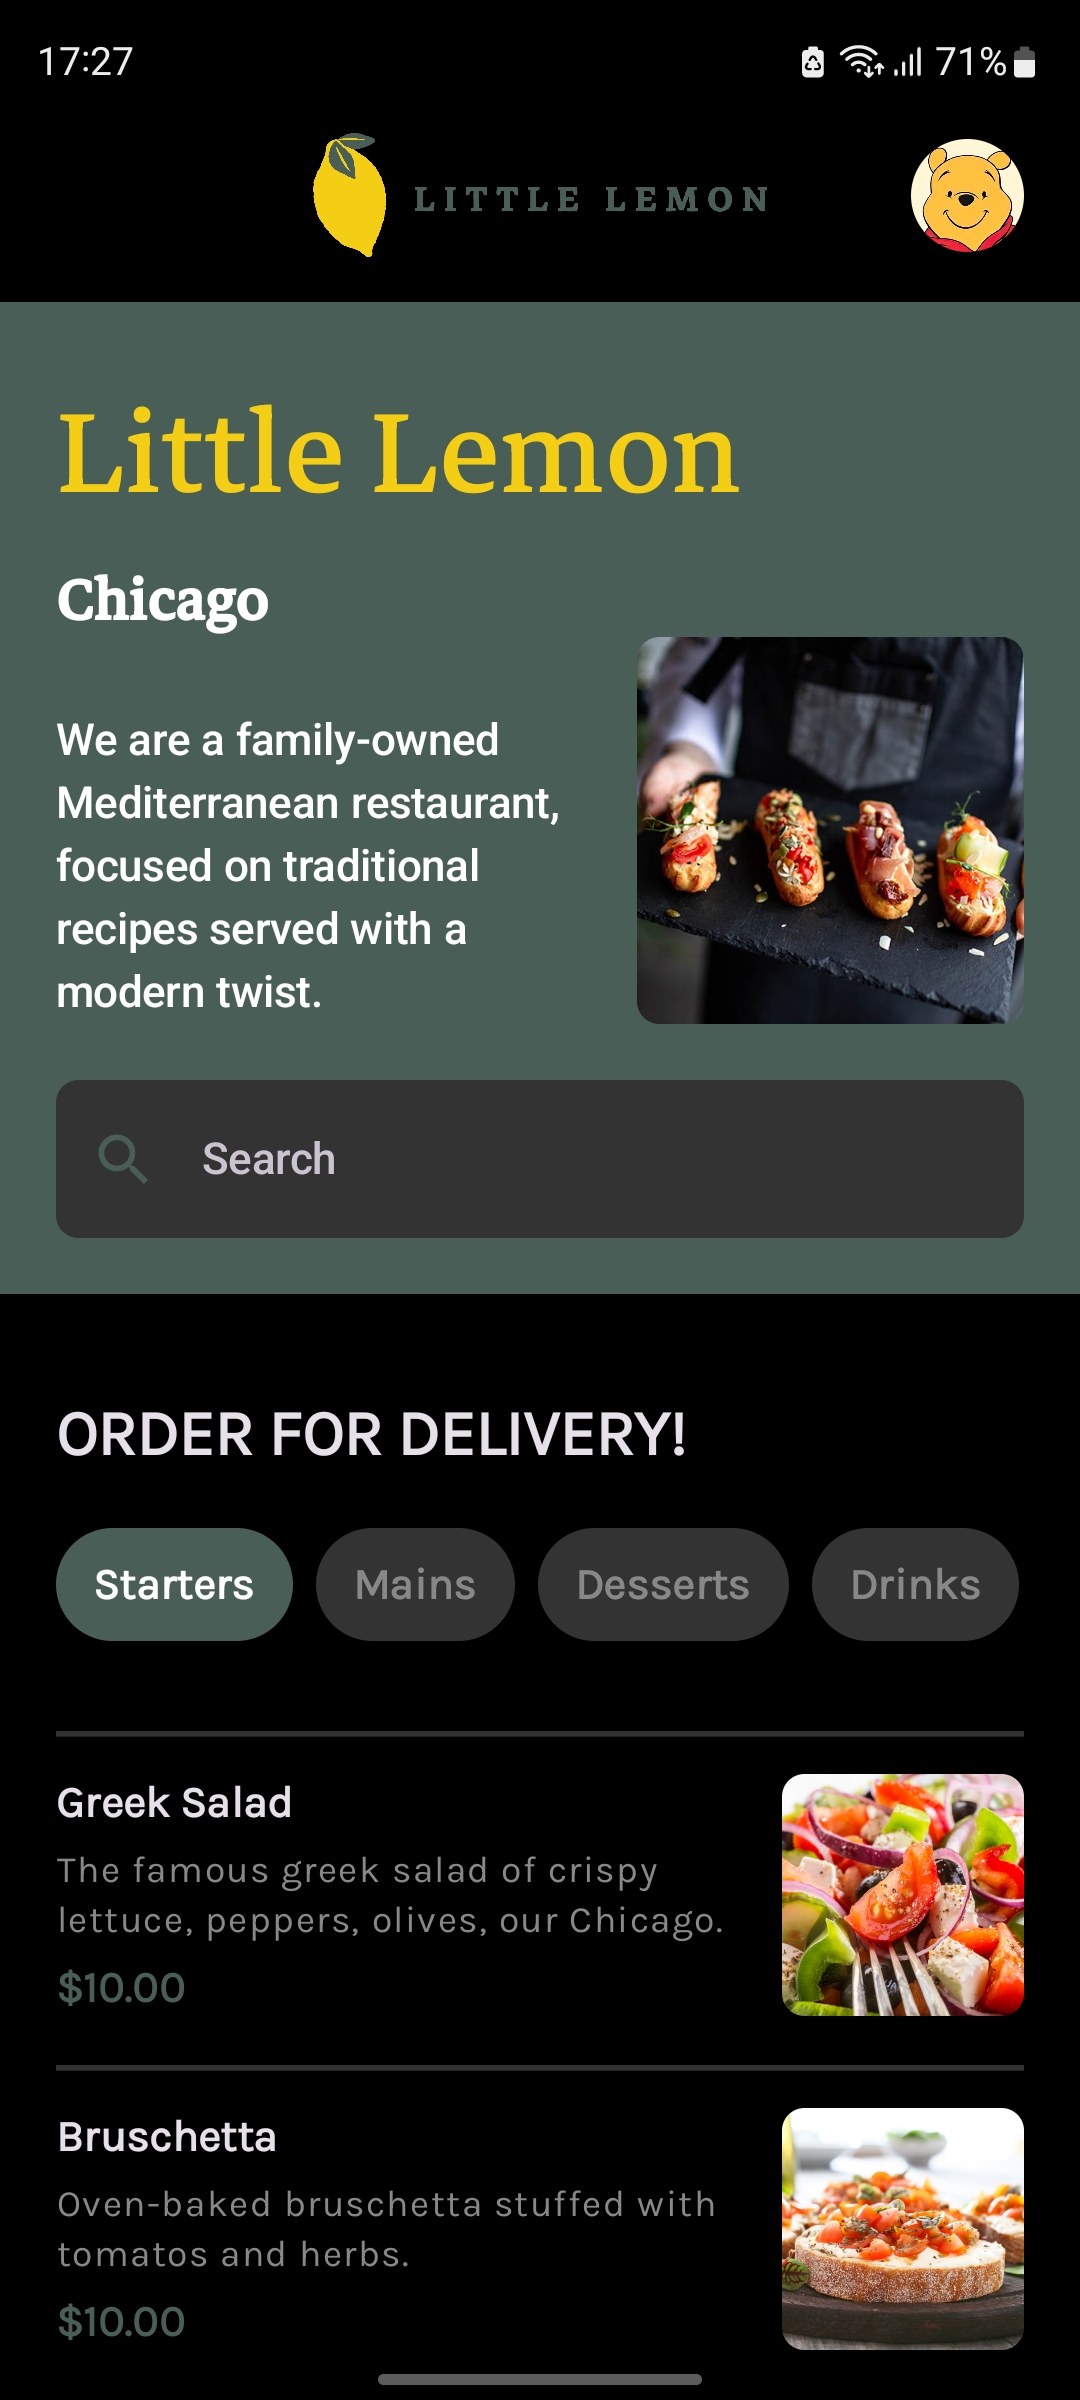 17:27
71%
LITTLE LEMON
Little Lemon
Chicago
We are a family-owned
Mediterranean restaurant,
focused on traditional
recipes served with a
modern twist.
Search
ORDER FOR DELIVERY!
Starters
Mains
Desserts
Drinks
Greek Salad
The famous greek salad of crispy
lettuce, peppers, olives, our Chicago.
$10.00
Bruschetta
Oven-baked bruschetta stuffed with
tomatos and herbs.
$10.00